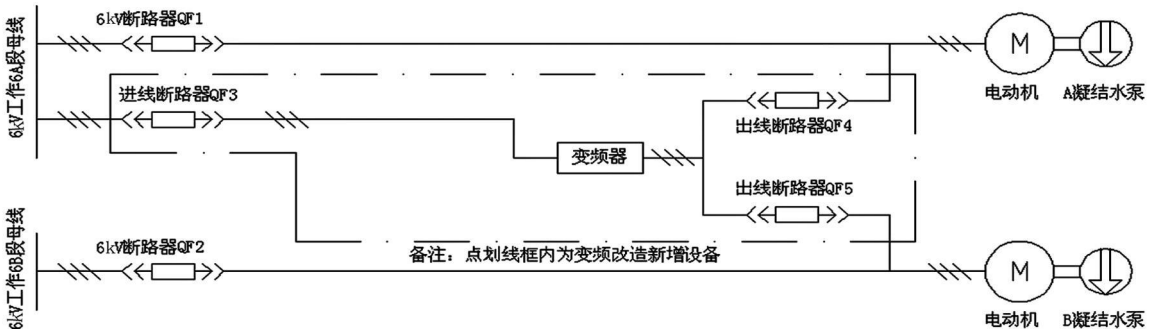 6kV工作6A段母线
6kV断路器QF1
M
电动机
A凝结水泵
进线断路器QF3
出线断路器QF4
变频器
出线断路器QF5
6kV工作6B段母线
6kV断路器QF2
备注：点划线框内为变频改造新增设备
M
电动机
B凝结水泵